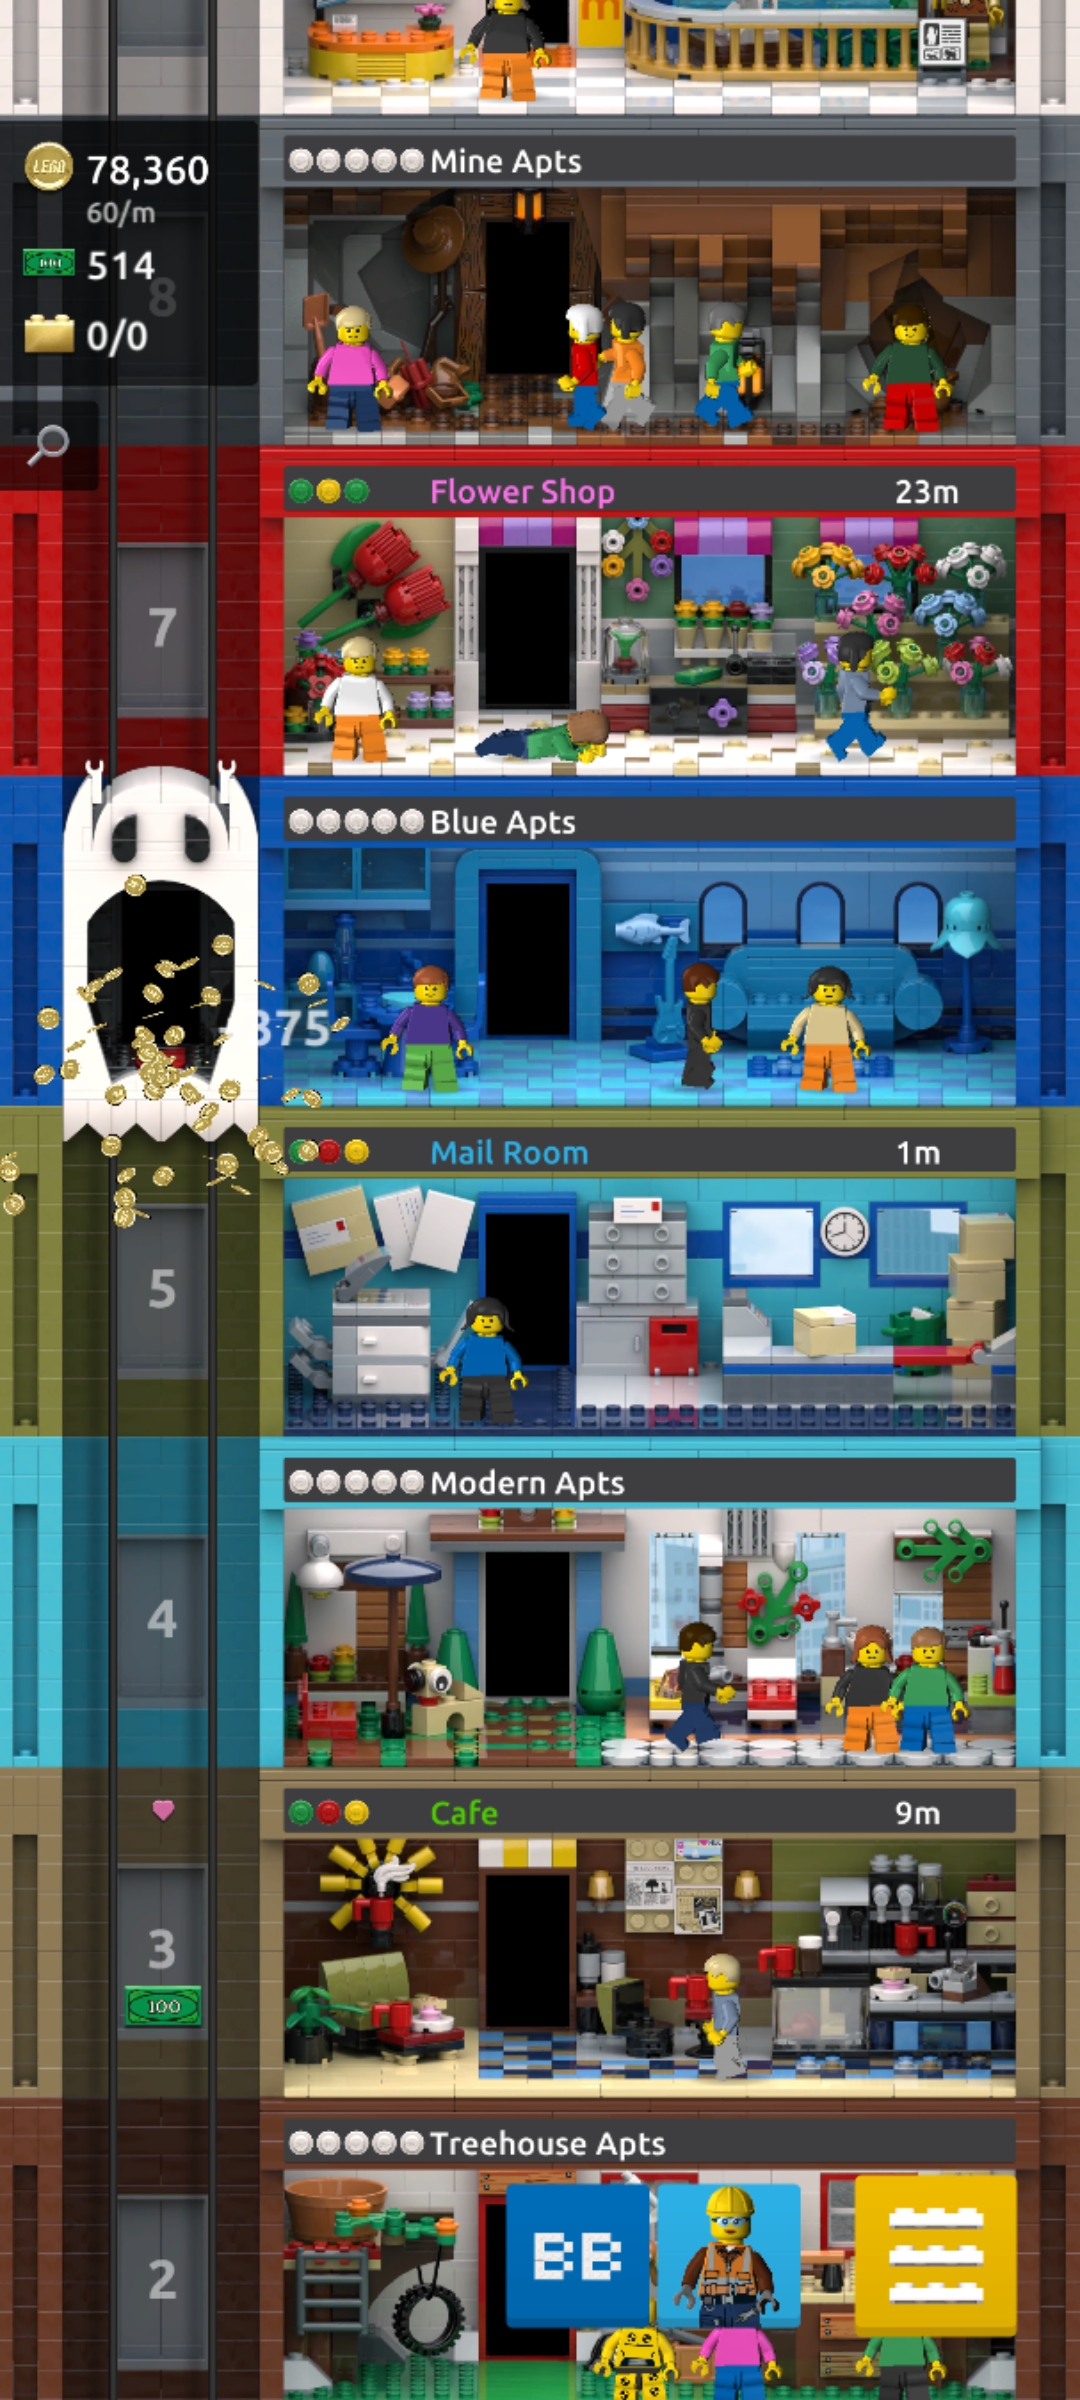 Mine Apts
LEGO 78,360
60/m
514
8
0/0
Flower Shop 23m
7
Blue Apts
375
Mail Room 1m
5
Modern Apts
4
Cafe 9m
3
100
Treehouse Apts
BB
2